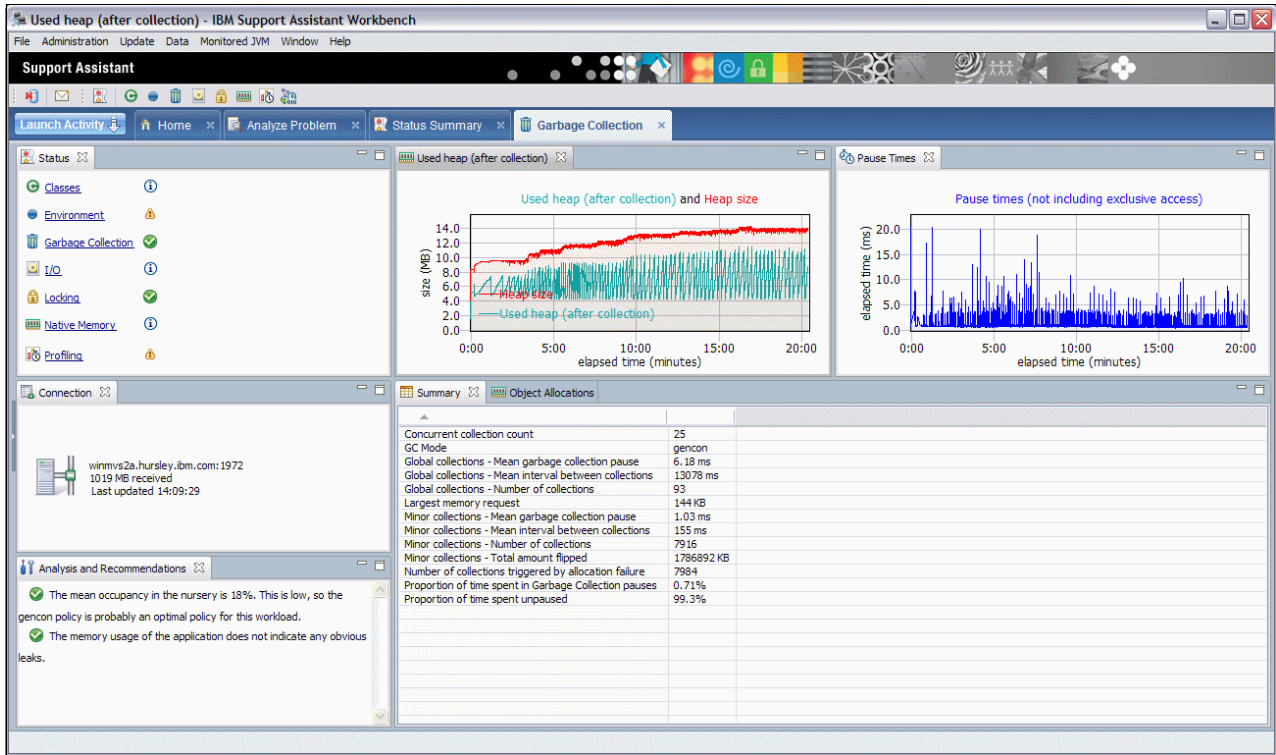 Used heap (after collection) - IBM Support Assistant Workbench
File Administration Update Data Monitored JVM Window Help
Support Assistant
Launch Activity
Home
Analyze Problem
Status Summary
Garbage Collection
Status
Classes
Environment
Garbage Collection
I/O
Locking
Native Memory
Profiling
Used heap (after collection)
Used heap (after collection) and Heap size
size (MB)
14.0
12.0
10.0
8.0
6.0
4.0
2.0
0.0
Heap size
Used heap (after collection)
0:00 5:00 10:00 15:00 20:00
elapsed time (minutes)
Pause Times
Pause times (not including exclusive access)
elapsed time (ms)
20.0
15.0
10.0
5.0
0.0
0:00 5:00 10:00 15:00 20:00
elapsed time (minutes)
Connection
winmvs2a.hursley.ibm.com:1972
1019 MB received
Last updated 14:09:29
Analysis and Recommendations
The mean occupancy in the nursery is 18%. This is low, so the
gencon policy is probably an optimal policy for this workload.
The memory usage of the application does not indicate any obvious
leaks.
Summary
Object Allocations
Concurrent collection count 25
GC Mode gencon
Global collections - Mean garbage collection pause 6.18 ms
Global collections - Mean interval between collections 13078 ms
Global collections - Number of collections 93
Largest memory request 144 KB
Minor collections - Mean garbage collection pause 1.03 ms
Minor collections - Mean interval between collections 155 ms
Minor collections - Number of collections 7916
Minor collections - Total amount flipped 1786892 KB
Number of collections triggered by allocation failure 7984
Proportion of time spent in Garbage Collection pauses 0.71%
Proportion of time spent unpaused 99.3%